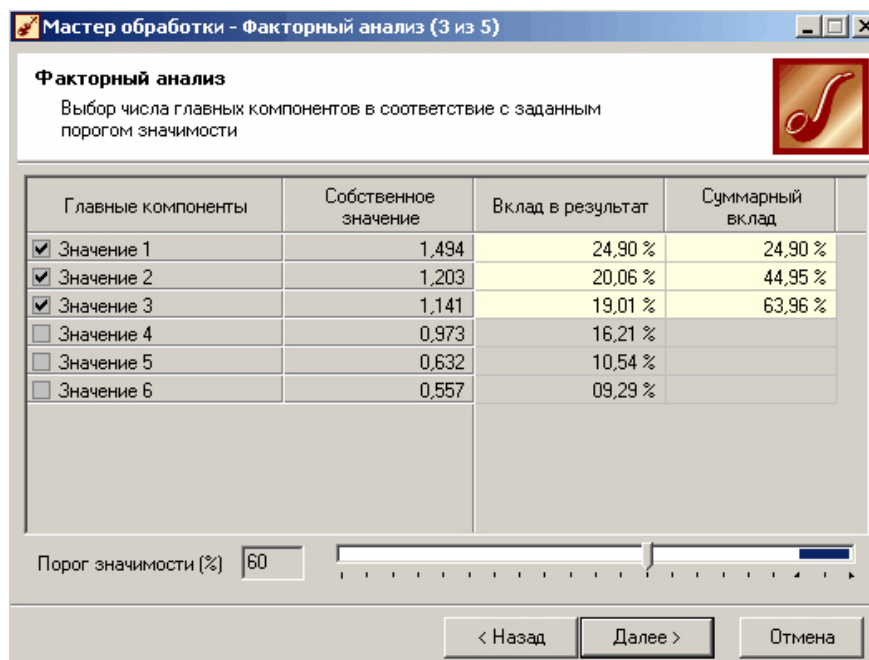 Мастер обработки - Факторный анализ (3 из 5)
Факторный анализ
Выбор числа главных компонентов в соответствие с заданным
порогом значимости
Главные компоненты Собственное значение Вклад в результат Суммарный вклад
Значение 1 1,494 24,90 % 24,90 %
Значение 2 1,203 20,06 % 44,95 %
Значение 3 1,141 19,01 % 63,96 %
Значение 4 0,973 16,21 %
Значение 5 0,632 10,54 %
Значение 6 0,557 09,29 %
Порог значимости (%) 60
< Назад Далее > Отмена